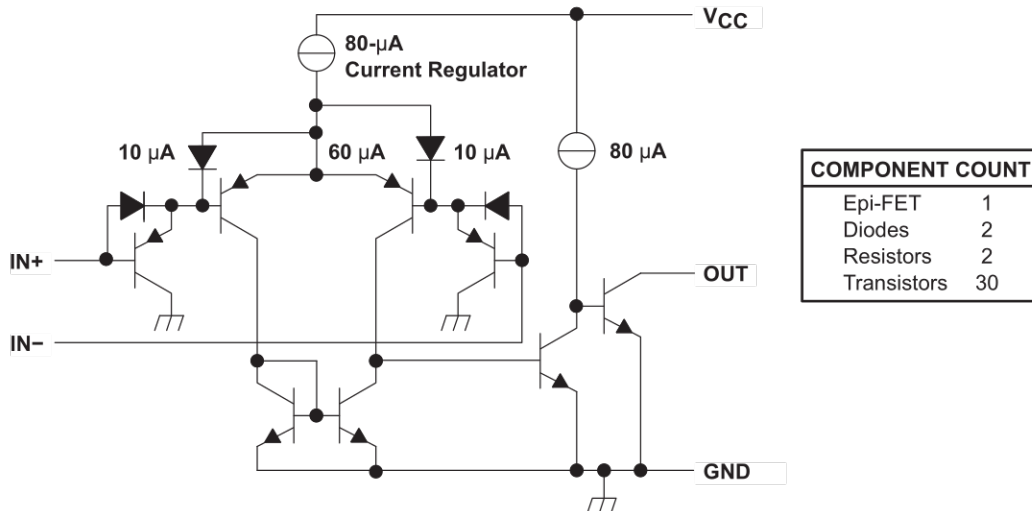 VCC
80-µA
Current Regulator
10 µA
60 µA
10 µA
80 µA
IN+
OUT
IN−
GND
COMPONENT COUNT
Epi-FET 1
Diodes 2
Resistors 2
Transistors 30